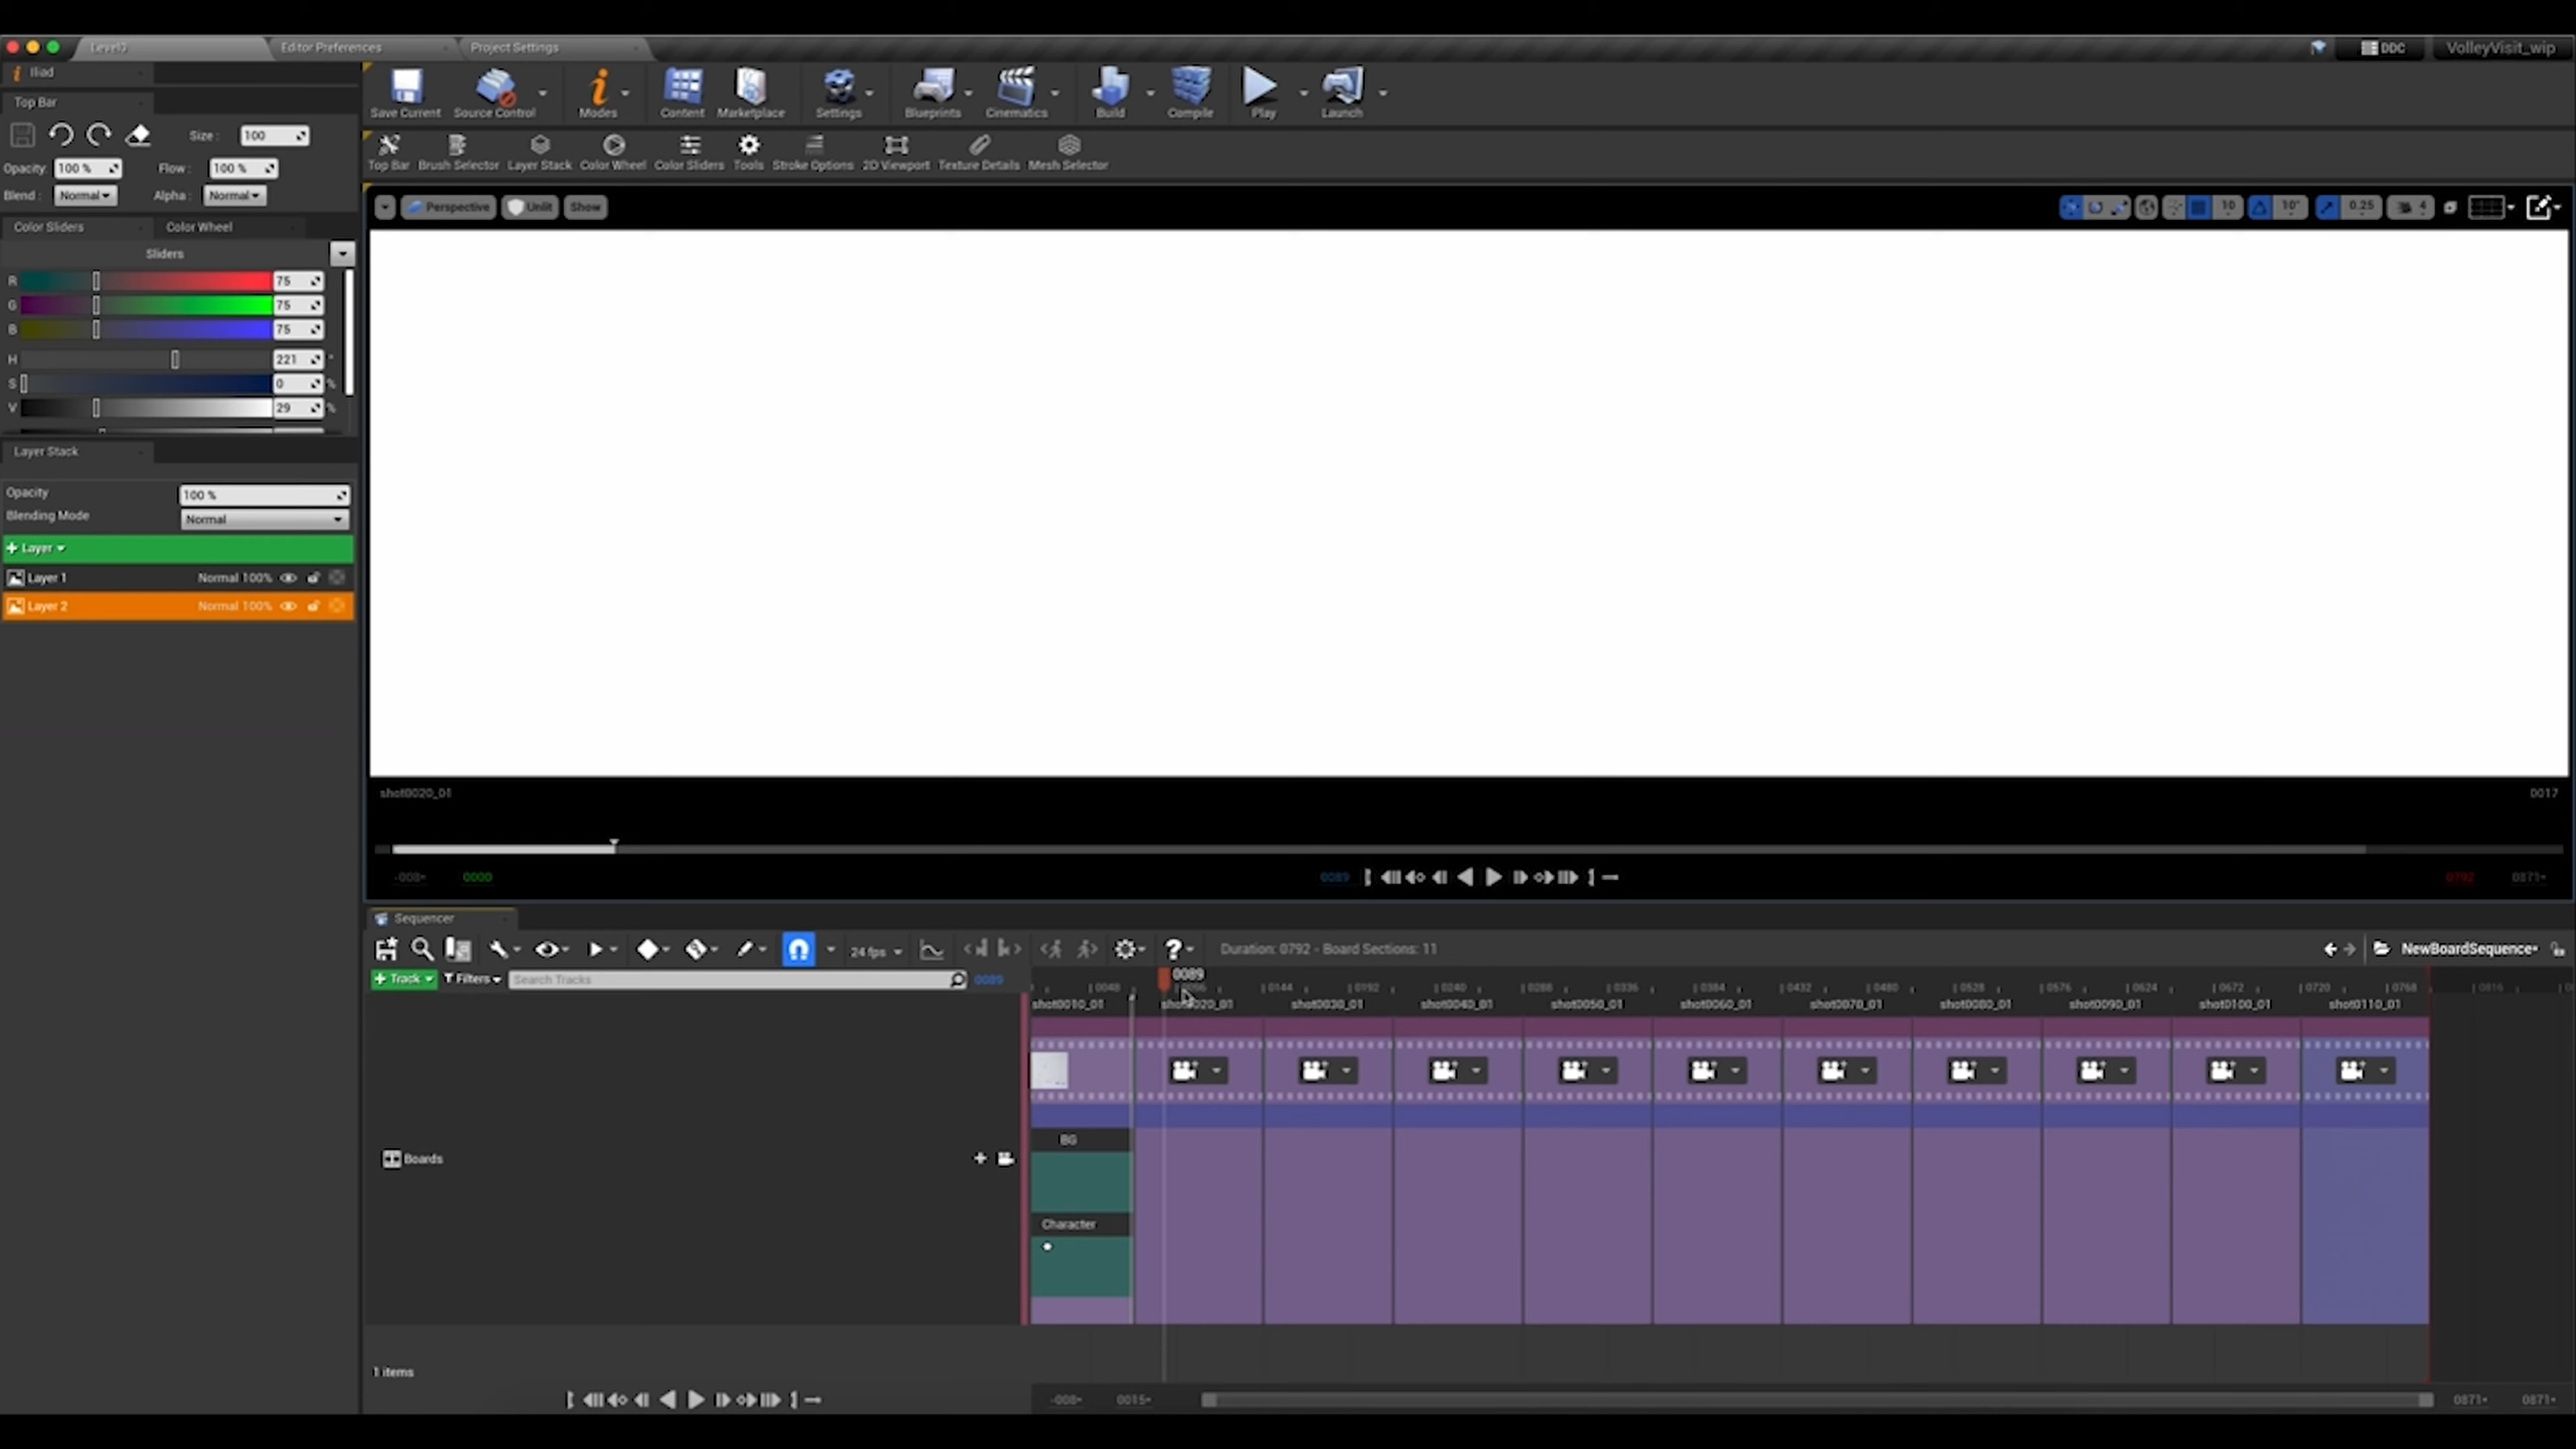 Level3
Editor Preferences
Project Settings
DDC
VolleyVisit_wip
Iliad
Top Bar
Size: 100
Opacity: 100 % Flow: 100 %
Blend: Normal Alpha: Normal
Save Current
Source Control
Modes
Content
Marketplace
Settings
Blueprints
Cinematics
Build
Compile
Play
Launch
Top Bar
Brush Selector
Layer Stack
Color Wheel
Color Sliders
Tools
Stroke Options
2D Viewport
Texture Details
Mesh Selector
Perspective
Unlit
Show
10
10°
0.25
4
Color Sliders
Color Wheel
Sliders
R 75
G 75
B 75
H 221 °
S 0 %
V 29 %
Layer Stack
Opacity 100 %
Blending Mode Normal
+ Layer
Layer 1 Normal 100%
Layer 2 Normal 100%
shot0020_01
0017
-008*
0000
0089
0792
0871*
Sequencer
24 fps
Duration: 0792 - Board Sections: 11
NewBoardSequence*
+ Track
Filters
Search Tracks
0089
0089
0048
0096
0144
0192
0240
0288
0336
0384
0432
0480
0528
0576
0624
0672
0720
0768
0816
shot0010_01
shot0020_01
shot0030_01
shot0040_01
shot0050_01
shot0060_01
shot0070_01
shot0080_01
shot0090_01
shot0100_01
shot0110_01
BG
Boards
Character
1 items
-008*
0015*
0871*
0871*